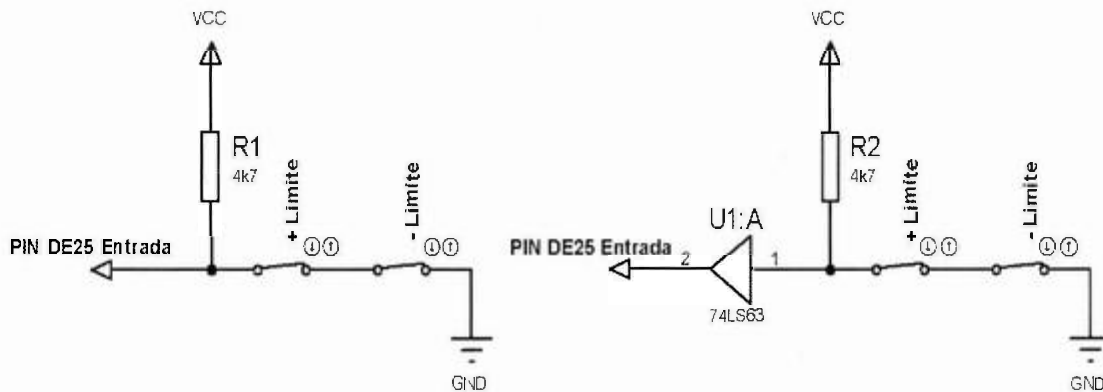 VCC
R1
4k7
+ Limite
- Limite
PIN DE25 Entrada
GND
VCC
R2
4k7
U1:A
+ Limite
- Limite
PIN DE25 Entrada
2
1
74LS63
GND